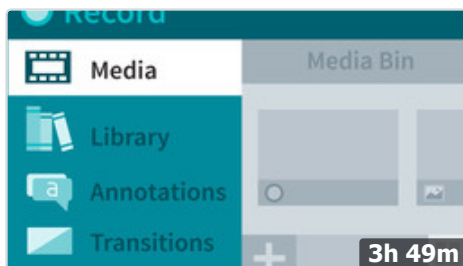 Record
Media
Media Bin
Library
a
Annotations
Transitions
3h 49m